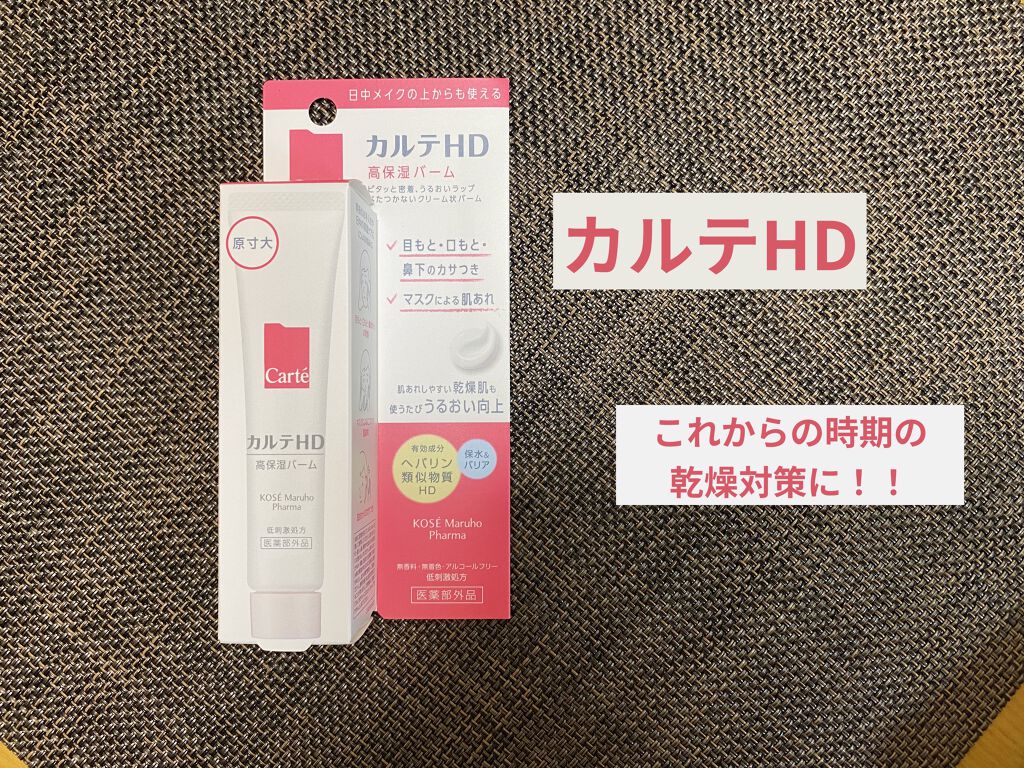 日中メイクの上からも使える
カルテHD
高保湿バーム
ピタッと密着、うるおいラップ
べたつかないクリーム状バーム
目もと・口もと・
鼻下のカサつき
マスクによる肌あれ
肌あれしやすい乾燥肌も
使うたびうるおい向上
有効成分
ヘパリン
類似物質
HD
保水&
バリア
KOSÉ Maruho
Pharma
無香料・無着色・アルコールフリー
低刺激処方
医薬部外品
原寸大
Carté
カルテHD
高保湿バーム
KOSÉ Maruho
Pharma
低刺激処方
医薬部外品
カルテHD
これからの時期の
乾燥対策に!!